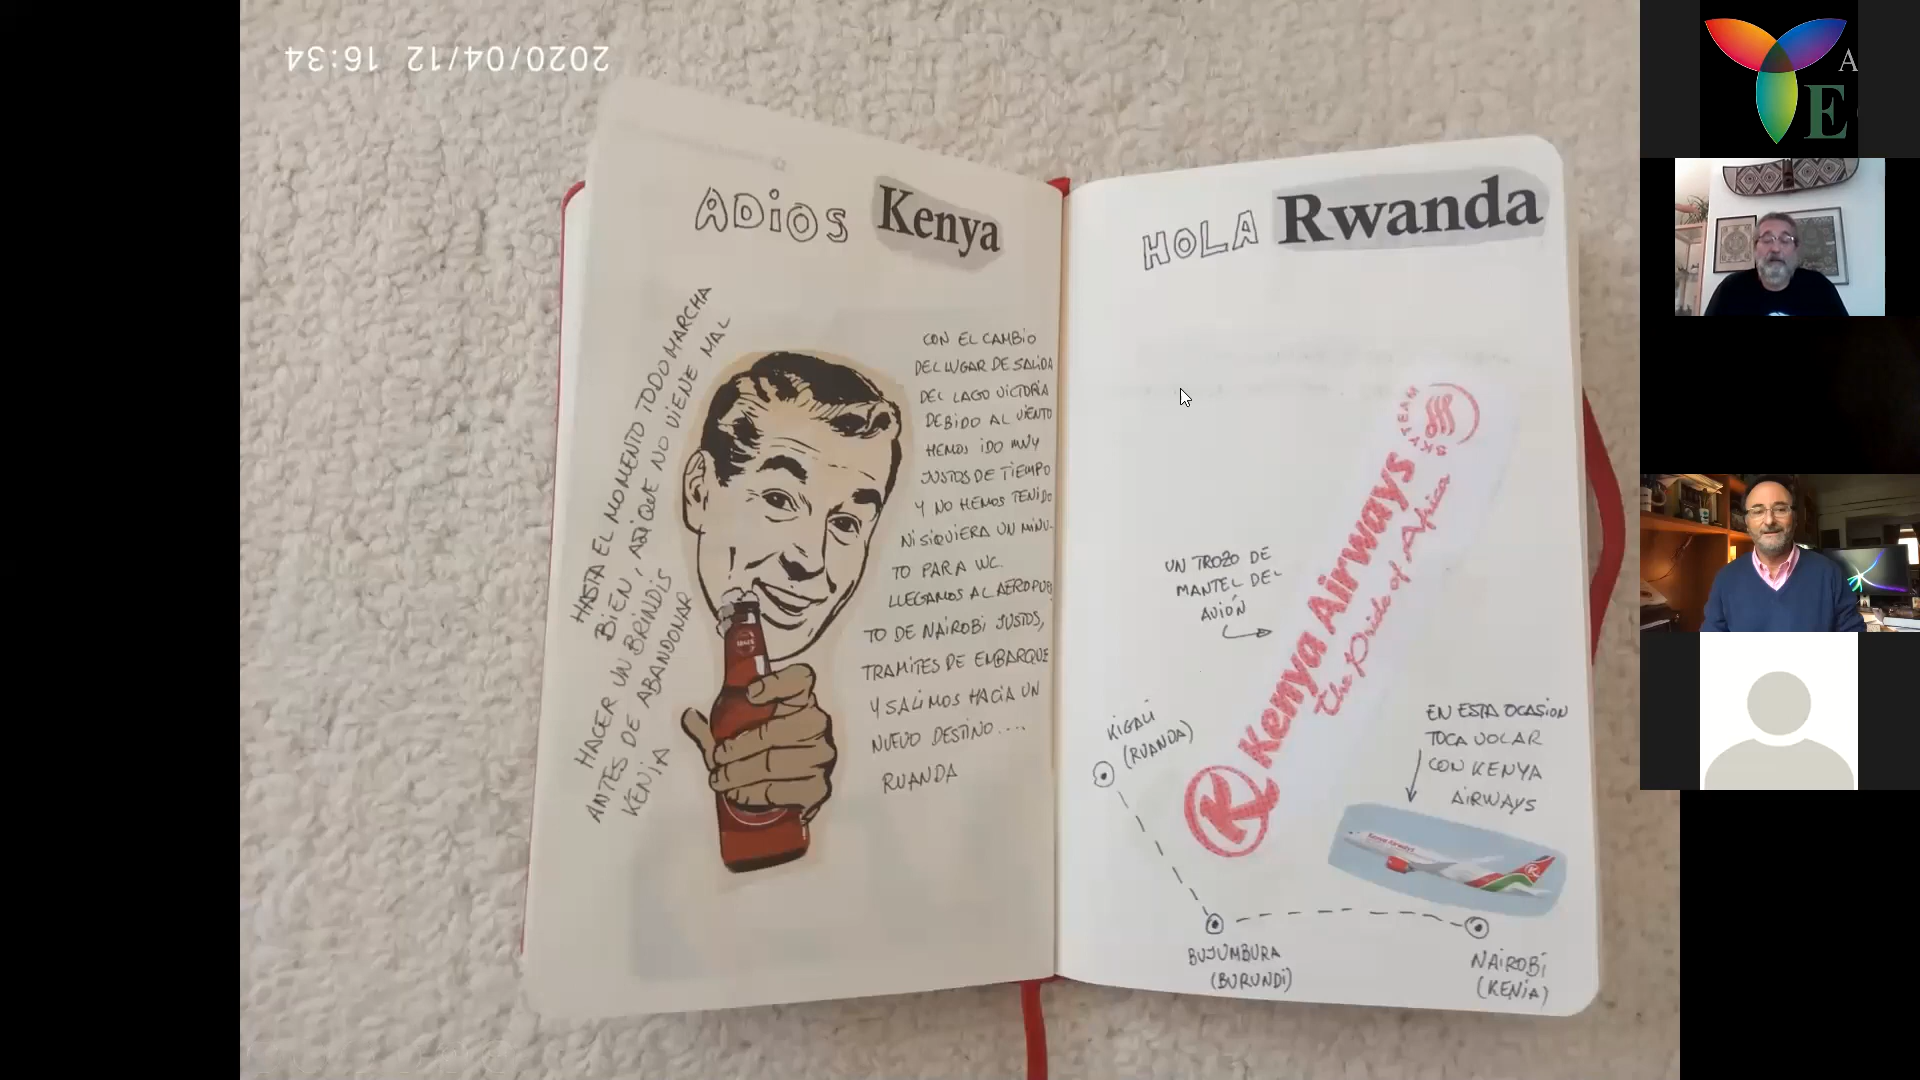 2020/04/12 16:34
ADiOS Kenya
HASTA EL MOMENTO TODO MARCHA
BIEN, ASÍ QUE NO VIENE MAL
HACER UN BRINDIS
ANTES DE ABANDONAR
KENIA
CON EL CAMBIO
DEL LUGAR DE SALIDA
DEL LAGO VICTORIA
DEBIDO AL VIENTO
HEMOS IDO MUY
JUSTOS DE TIEMPO
Y NO HEMOS TENIDO
NI SIQUIERA UN MINU-
TO PARA WC.
LLEGAMOS AL AEROPUER
TO DE NAIROBI JUSTOS,
TRAMITES DE EMBARQUE
Y SALIMOS HACIA UN
NUEVO DESTINO....
RUANDA
HOLA Rwanda
SKYTEAM
Kenya Airways
The Pride of Africa
UN TROZO DE
MANTEL DEL
AVIÓN
KIGALI
(RUANDA)
EN ESTA OCASION
TOCA VOLAR
CON KENYA
AIRWAYS
Kenya Airways
BUJUMBURA
(BURUNDI)
NAIROBI
(KENIA)
A
E